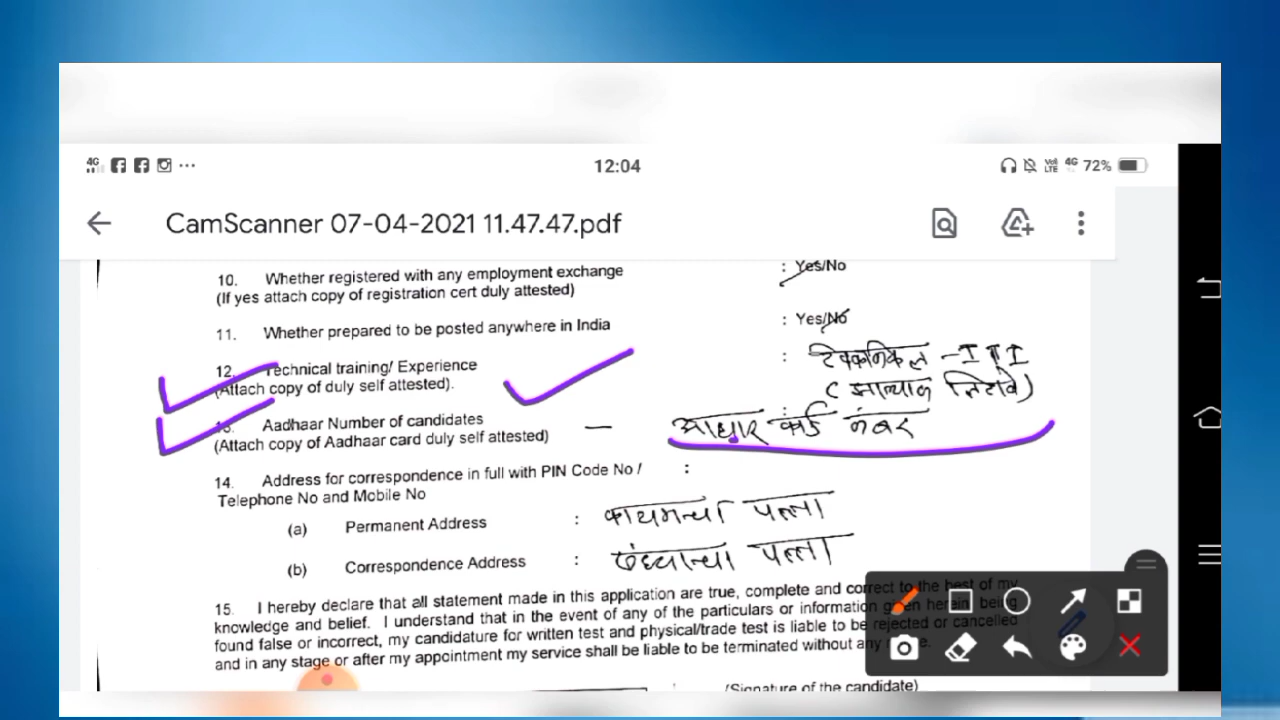 4G
12:04
VoI LTE 4G 72%
CamScanner 07-04-2021 11.47.47.pdf
10. Whether registered with any employment exchange : Yes/No
(If yes attach copy of registration cert duly attested)
11. Whether prepared to be posted anywhere in India : Yes/No
12. Technical training/ Experience : टेक्कनिकल - ITI
(Attach copy of duly self attested). (असल्यास लिहावे)
13. Aadhaar Number of candidates :
(Attach copy of Aadhaar card duly self attested) — आधार कार्ड नंबर
14. Address for correspondence in full with PIN Code No / :
Telephone No and Mobile No
(a) Permanent Address : कायमचा पत्ता
(b) Correspondence Address : पत्ता
15. I hereby declare that all statement made in this application are true, complete and correct to the best of my
knowledge and belief. I understand that in the event of any of the particulars or information given herein being
found false or incorrect, my candidature for written test and physical/trade test is liable to be rejected or cancelled
and in any stage or after my appointment my service shall be liable to be terminated without any
(Signature of the candidate)